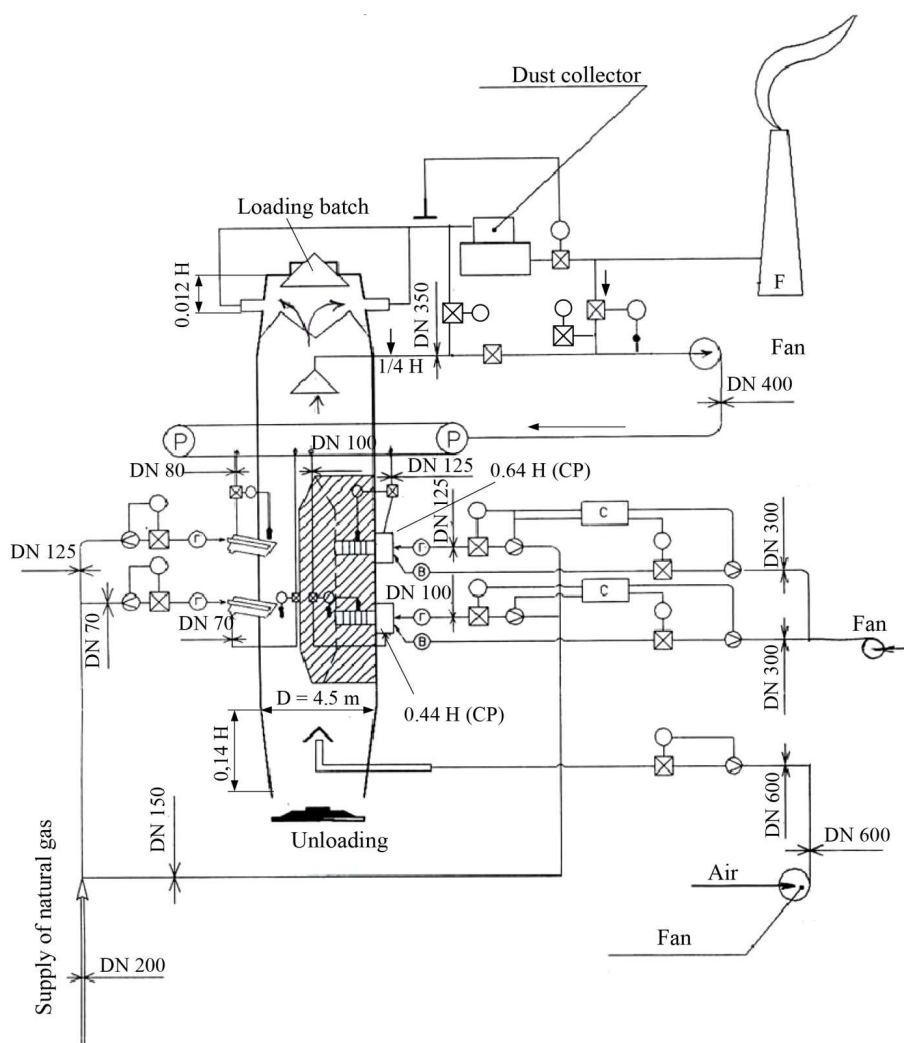 Dust collector
Loading batch
0,012 H
F
DN 350
1/4 H
Fan
DN 400
P
P
DN 100
DN 80
DN 125
0.64 H (CP)
DN 125
C
DN 300
Г
Г
DN 125
B
DN 100
C
Г
Г
DN 70
DN 70
B
Fan
DN 300
D = 4.5 m
0.44 H (CP)
0,14 H
DN 600
DN 150
Unloading
DN 600
Air
Supply of natural gas
Fan
DN 200